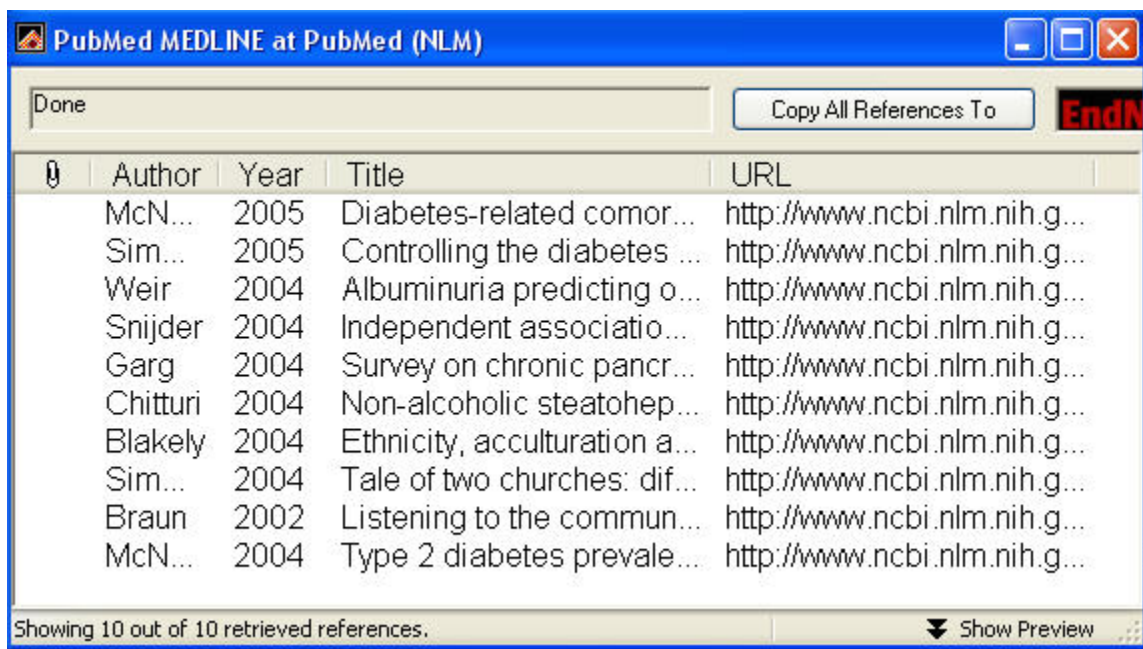 PubMed MEDLINE at PubMed (NLM)
Done Copy All References To EndN
Author Year Title URL
McN... 2005 Diabetes-related comor... http://www.ncbi.nlm.nih.g...
Sim... 2005 Controlling the diabetes ... http://www.ncbi.nlm.nih.g...
Weir 2004 Albuminuria predicting o... http://www.ncbi.nlm.nih.g...
Snijder 2004 Independent associatio... http://www.ncbi.nlm.nih.g...
Garg 2004 Survey on chronic pancr... http://www.ncbi.nlm.nih.g...
Chitturi 2004 Non-alcoholic steatohep... http://www.ncbi.nlm.nih.g...
Blakely 2004 Ethnicity, acculturation a... http://www.ncbi.nlm.nih.g...
Sim... 2004 Tale of two churches: dif... http://www.ncbi.nlm.nih.g...
Braun 2002 Listening to the commun... http://www.ncbi.nlm.nih.g...
McN... 2004 Type 2 diabetes prevale... http://www.ncbi.nlm.nih.g...
Showing 10 out of 10 retrieved references. Show Preview